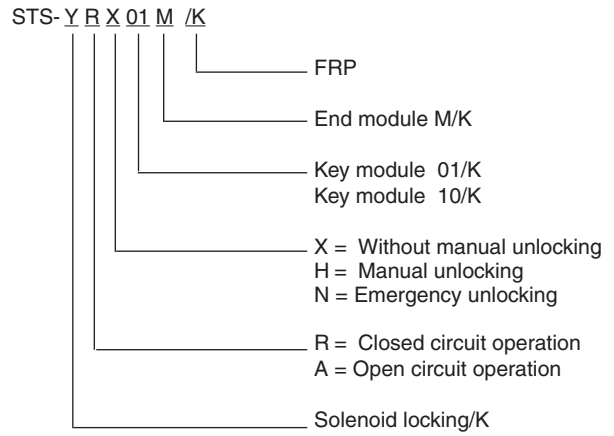 STS- Y R X 01 M /K
FRP
End module M/K
Key module 01/K
Key module 10/K
X = Without manual unlocking
H = Manual unlocking
N = Emergency unlocking
R = Closed circuit operation
A = Open circuit operation
Solenoid locking/K